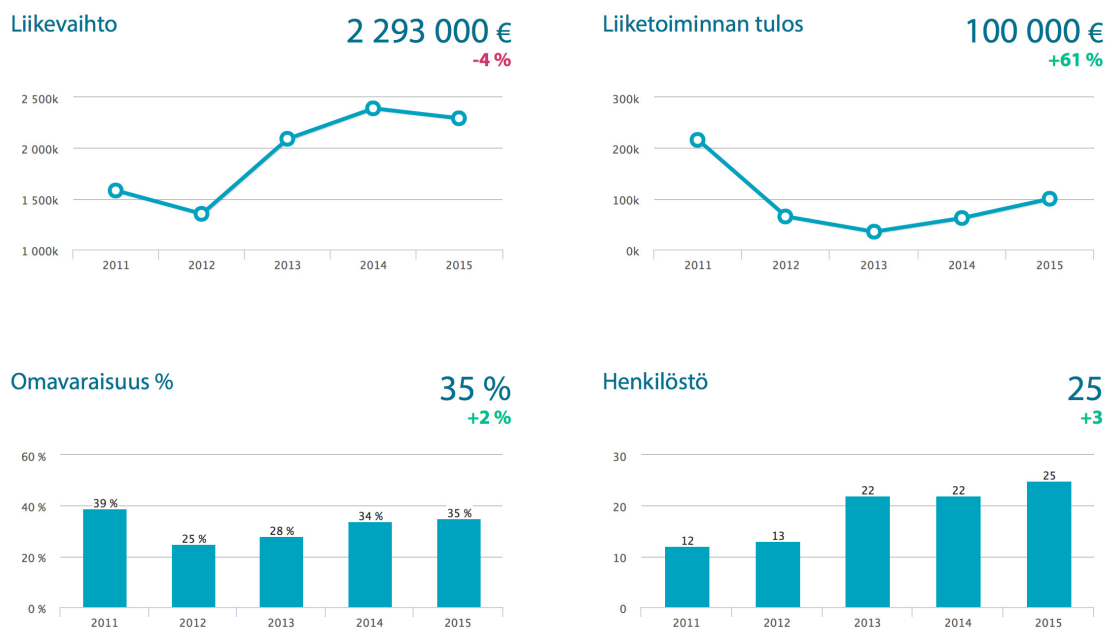 Liikevaihto
2 293 000 €
-4 %
2 500k
2 000k
1 500k
1 000k
2011 2012 2013 2014 2015
Liiketoiminnan tulos
100 000 €
+61 %
300k
200k
100k
0k
2011 2012 2013 2014 2015
Omavaraisuus %
35 %
+2 %
60 %
40 %
20 %
0 %
39 % 25 % 28 % 34 % 35 %
2011 2012 2013 2014 2015
Henkilöstö
25
+3
30
20
10
0
12 13 22 22 25
2011 2012 2013 2014 2015